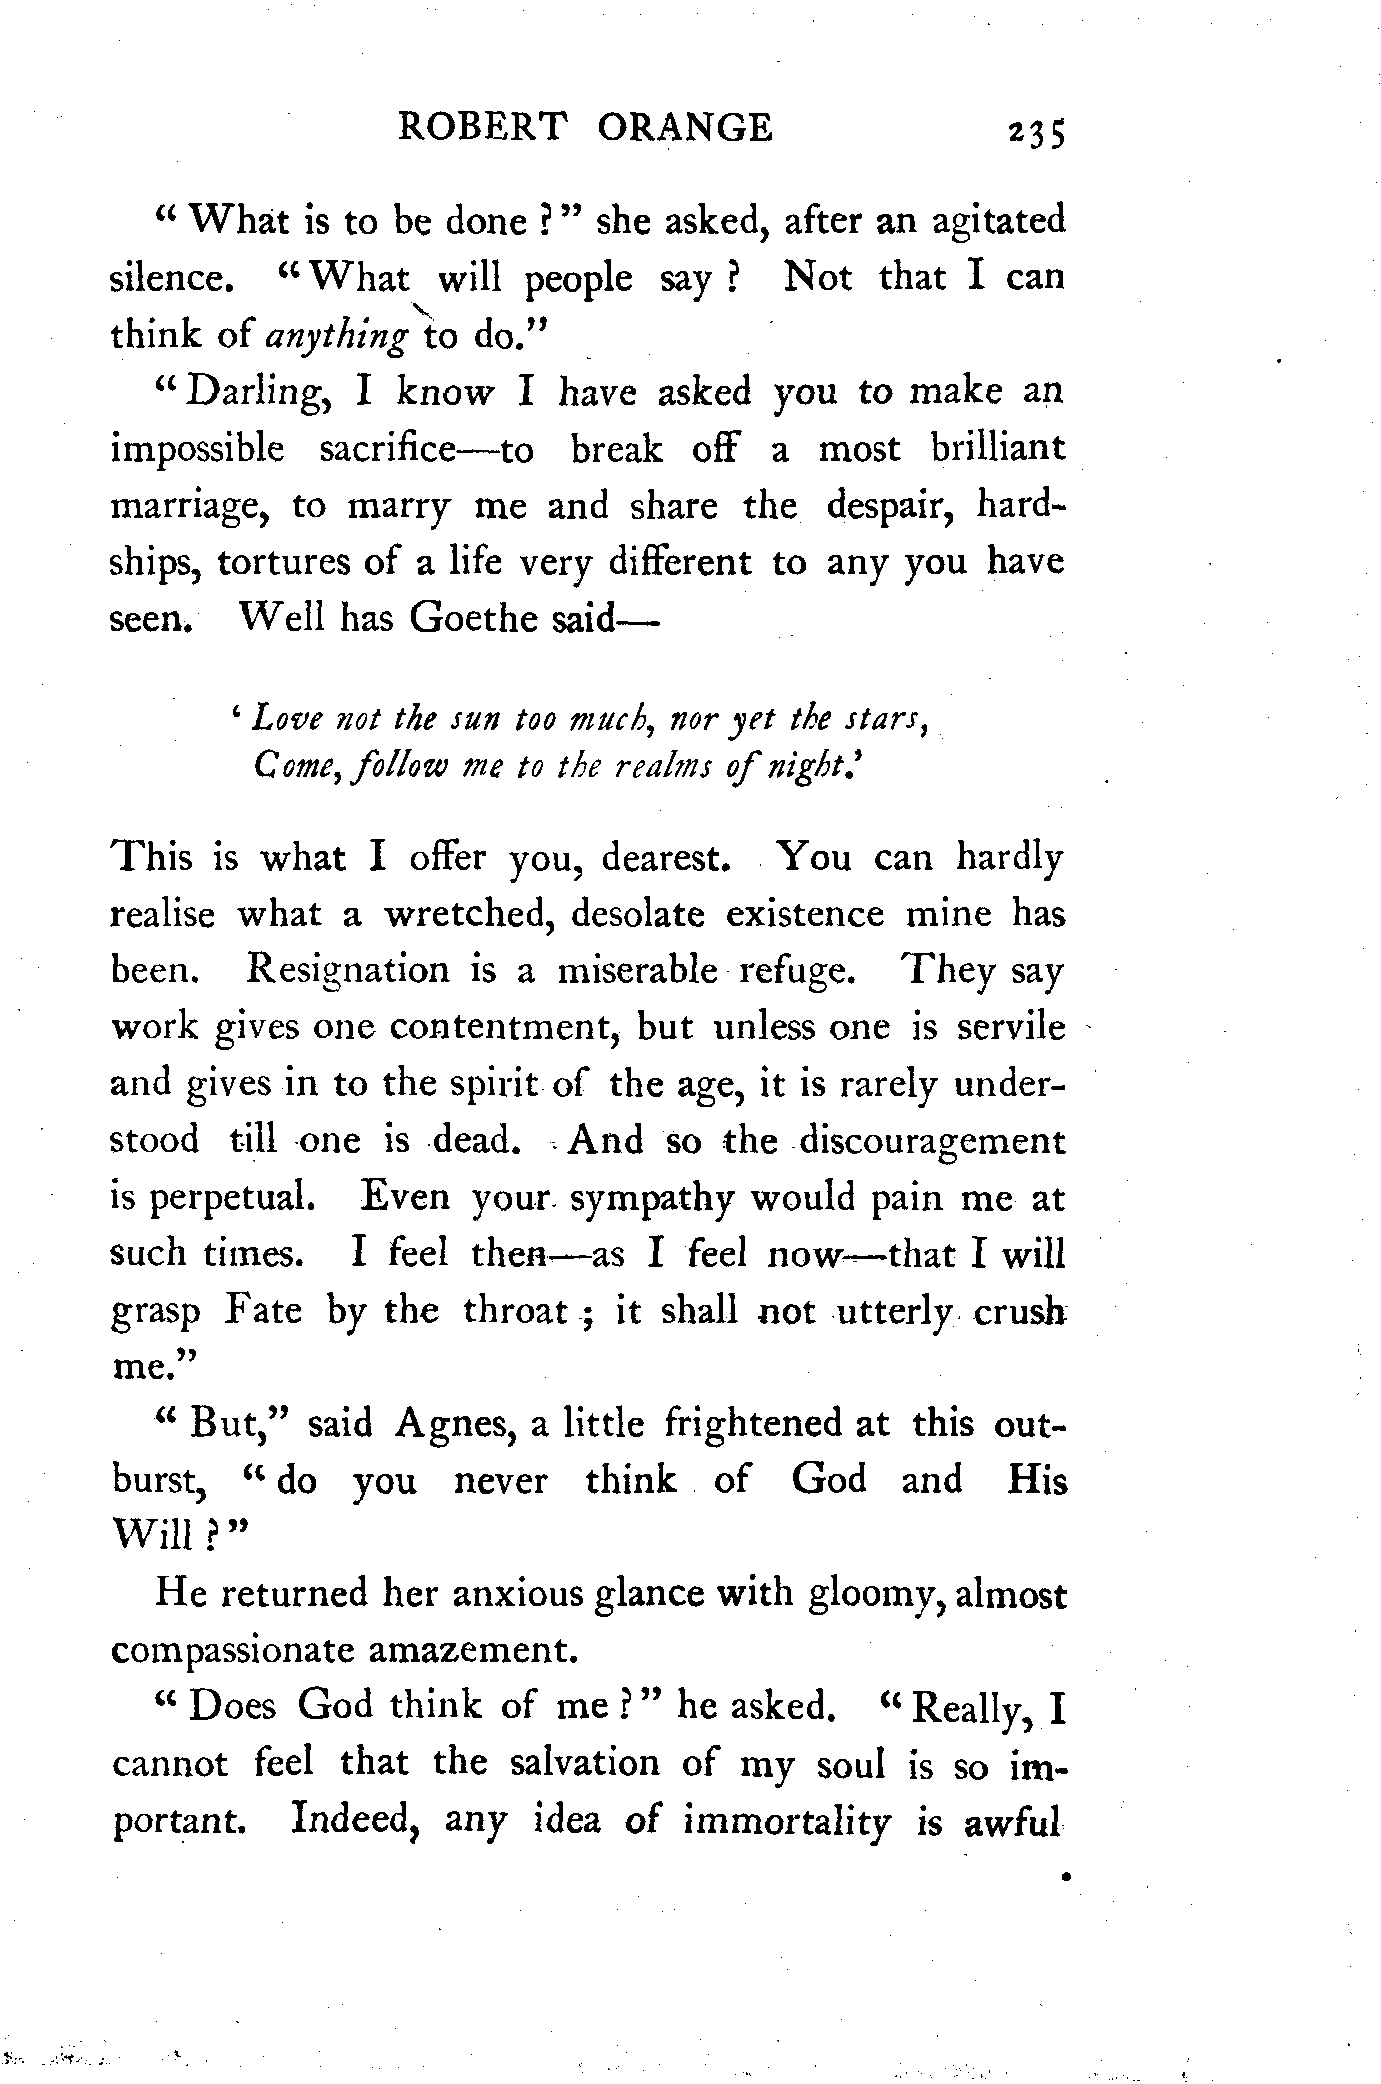 ROBERT ORANGE 235
“ What is to be done ? ” she asked, after an agitated
silence. “ What will people say ? Not that I can
think of anything to do.”
“ Darling, I know I have asked you to make an
impossible sacrifice—to break off a most brilliant
marriage, to marry me and share the despair, hard-
ships, tortures of a life very different to any you have
seen. Well has Goethe said—
‘ Love not the sun too much, nor yet the stars,
Come, follow me to the realms of night.’
This is what I offer you, dearest. You can hardly
realise what a wretched, desolate existence mine has
been. Resignation is a miserable refuge. They say
work gives one contentment, but unless one is servile
and gives in to the spirit of the age, it is rarely under-
stood till one is dead. And so the discouragement
is perpetual. Even your sympathy would pain me at
such times. I feel then—as I feel now—that I will
grasp Fate by the throat ; it shall not utterly crush
me.”
“ But,” said Agnes, a little frightened at this out-
burst, “ do you never think of God and His
Will ? ”
He returned her anxious glance with gloomy, almost
compassionate amazement.
“ Does God think of me ? ” he asked. “ Really, I
cannot feel that the salvation of my soul is so im-
portant. Indeed, any idea of immortality is awful